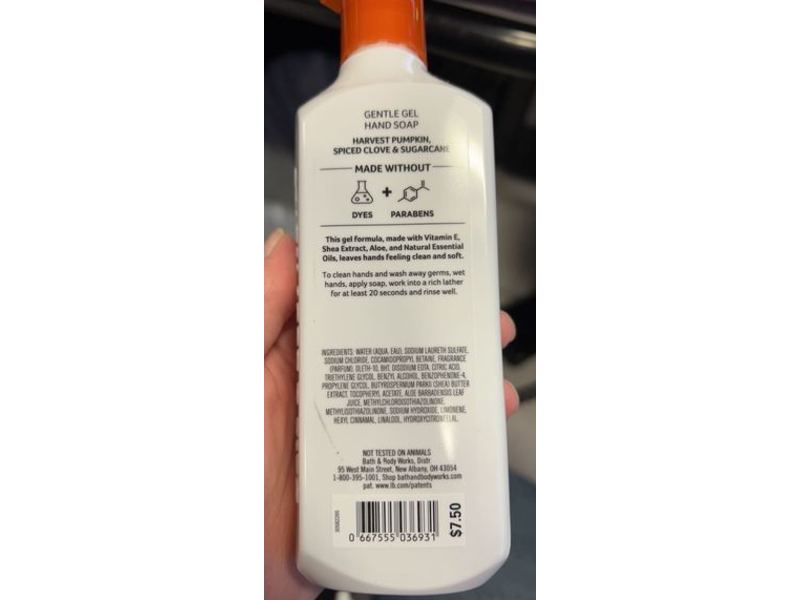 GENTLE GEL
HAND SOAP
HARVEST PUMPKIN,
SPICED CLOVE & SUGARCANE
MADE WITHOUT
+
DYES PARABENS
This gel formula, made with Vitamin E,
Shea Extract, Aloe, and Natural Essential
Oils, leaves hands feeling clean and soft.
To clean hands and wash away germs, wet
hands, apply soap, work into a rich lather
for at least 20 seconds and rinse well.
INGREDIENTS: WATER (AQUA, EAU), SODIUM LAURETH SULFATE,
SODIUM CHLORIDE, COCAMIDOPROPYL BETAINE, FRAGRANCE
(PARFUM), OLETH-10, BHT, DISODIUM EDTA, CITRIC ACID,
TRIETHYLENE GLYCOL, BENZYL ALCOHOL, BENZOPHENONE-4,
PROPYLENE GLYCOL, BUTYROSPERMUM PARKII (SHEA) BUTTER
EXTRACT, TOCOPHERYL ACETATE, ALOE BARBADENSIS LEAF
JUICE, METHYLCHLOROISOTHIAZOLINONE,
METHYLISOTHIAZOLINONE, SODIUM HYDROXIDE, LIMONENE,
HEXYL CINNAMAL, LINALOOL, HYDROXYCITRONELLAL.
NOT TESTED ON ANIMALS
Bath & Body Works, Distr.
95 West Main Street, New Albany, OH 43054
1-800-395-1001, Shop bathandbodyworks.com
pat. www.lb.com/patents
0 667555 036931
$7.50